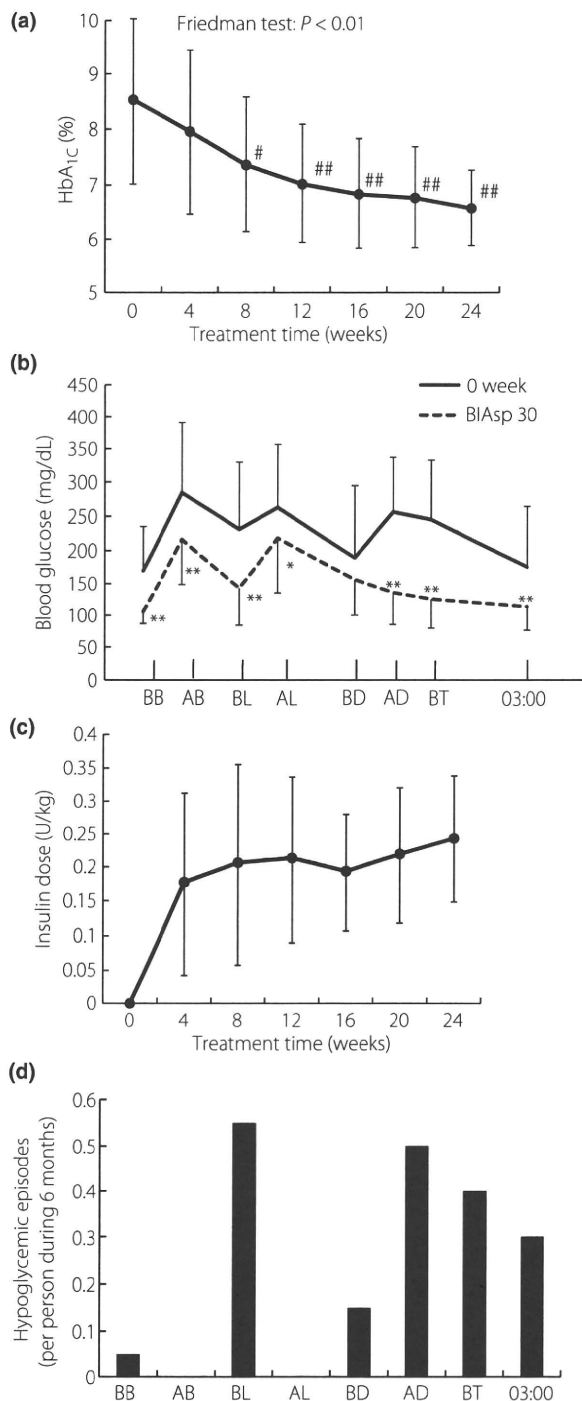 (a)
Friedman test: P < 0.01
10
9
8
7
6
5
HbA1C (%)
#
##
##
##
##
0 4 8 12 16 20 24
Treatment time (weeks)
(b)
450
400
350
300
250
200
150
100
50
0
Blood glucose (mg/dL)
0 week
BIAsp 30
**
**
**
*
**
**
**
BB AB BL AL BD AD BT 03:00
(c)
0.4
0.35
0.3
0.25
0.2
0.15
0.1
0.05
0
Insulin dose (U/kg)
0 4 8 12 16 20 24
Treatment time (weeks)
(d)
0.6
0.5
0.4
0.3
0.2
0.1
0
Hypoglycemic episodes
(per person during 6 months)
BB AB BL AL BD AD BT 03:00